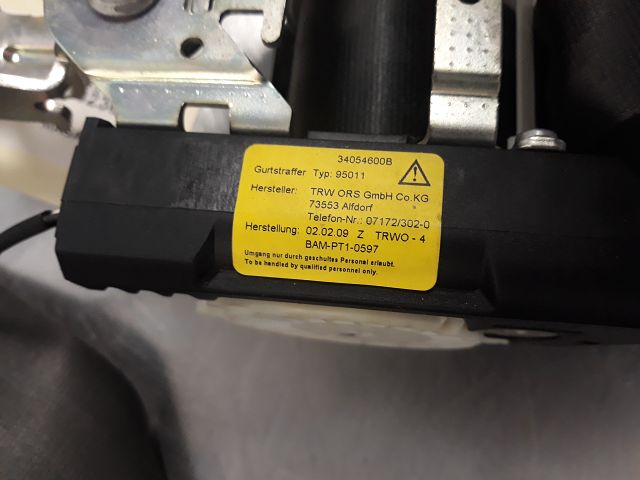 34054600B
Gurtstraffer Typ: 95011
Hersteller: TRW ORS GmbH Co.KG
73553 Alfdorf
Telefon-Nr.: 07172/302-0
Herstellung: 02.02.09 Z TRWO - 4
BAM-PT1-0597
Umgang nur durch geschultes Personal erlaubt.
To be handled by qualified personnel only.